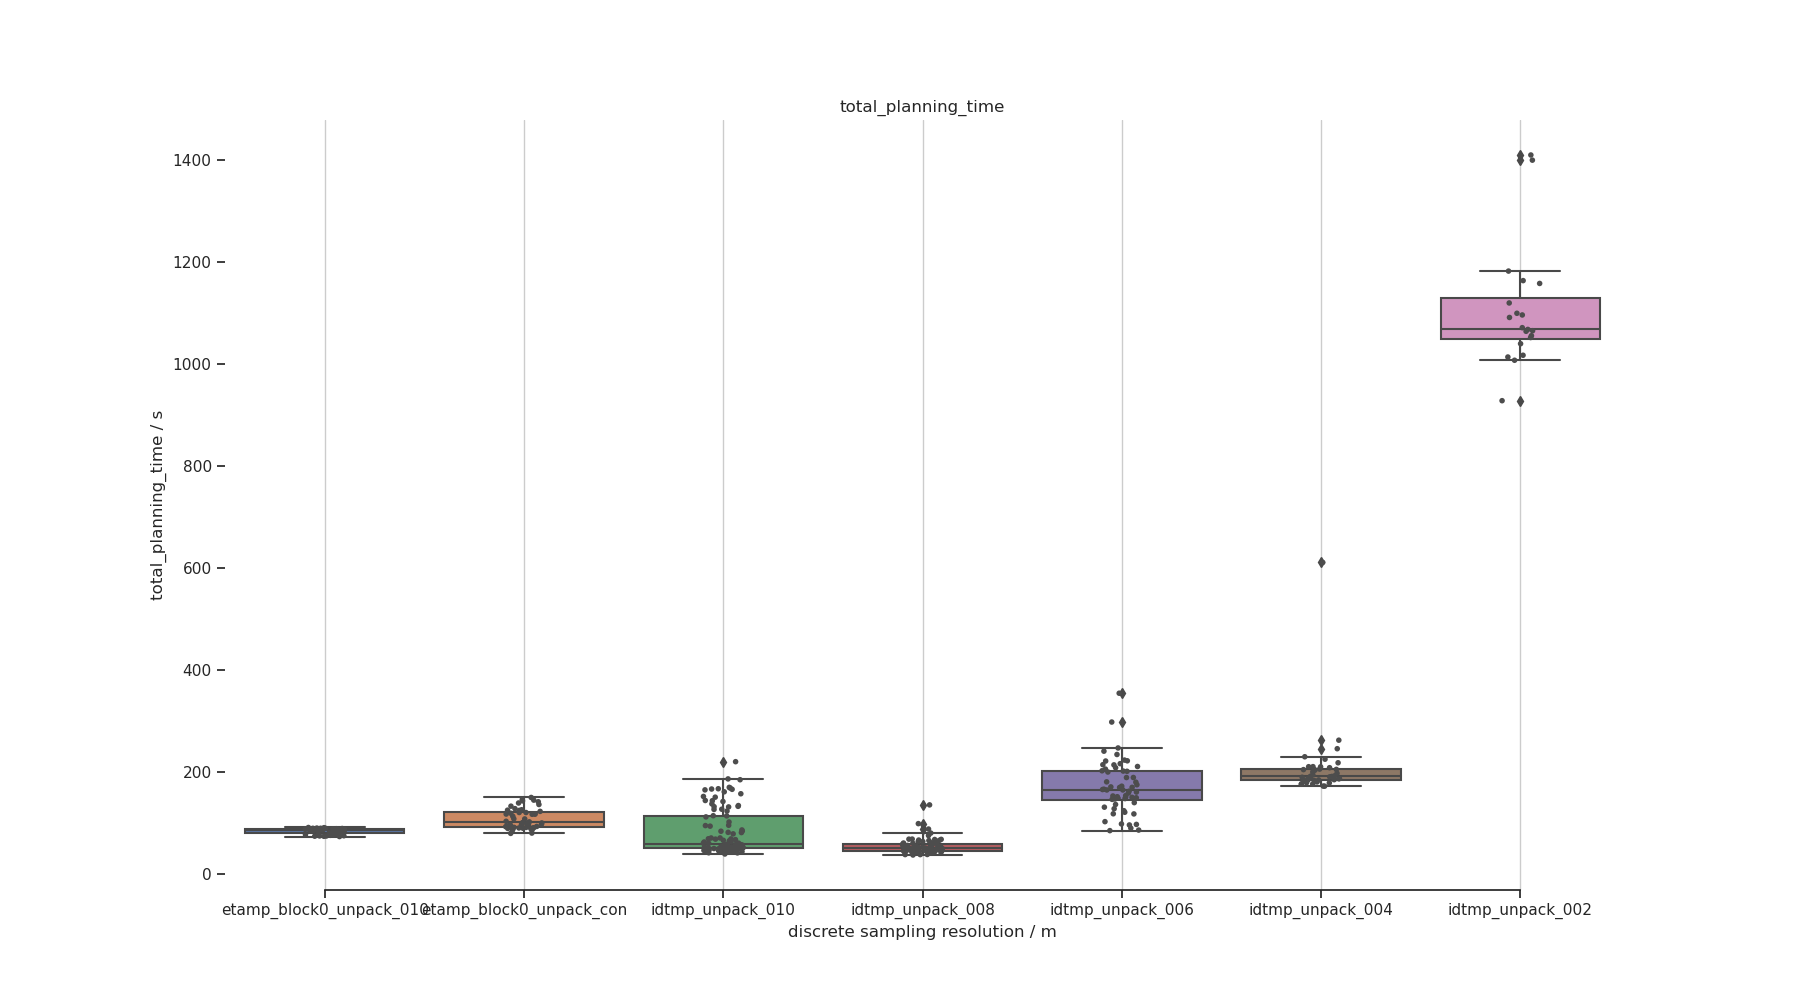 total_planning_time
1400
1200
1000
800
600
400
200
0
total_planning_time / s
etamp_block0_unpack_010 etamp_block0_unpack_con idtmp_unpack_010 idtmp_unpack_008 idtmp_unpack_006 idtmp_unpack_004 idtmp_unpack_002
discrete sampling resolution / m